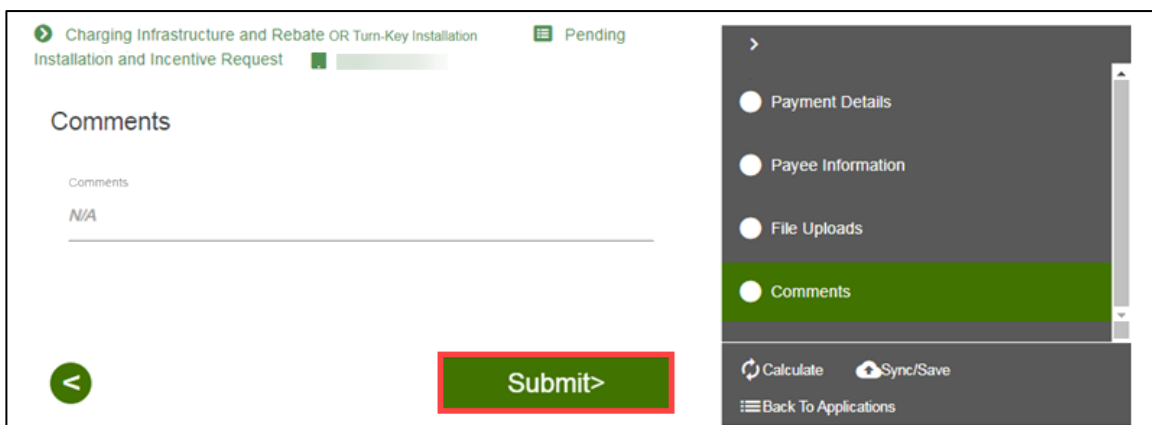 Charging Infrastructure and Rebate OR Turn-Key Installation Pending
Installation and Incentive Request
Comments
Comments
N/A
<
Submit>
>
Payment Details
Payee Information
File Uploads
Comments
Calculate Sync/Save
Back To Applications